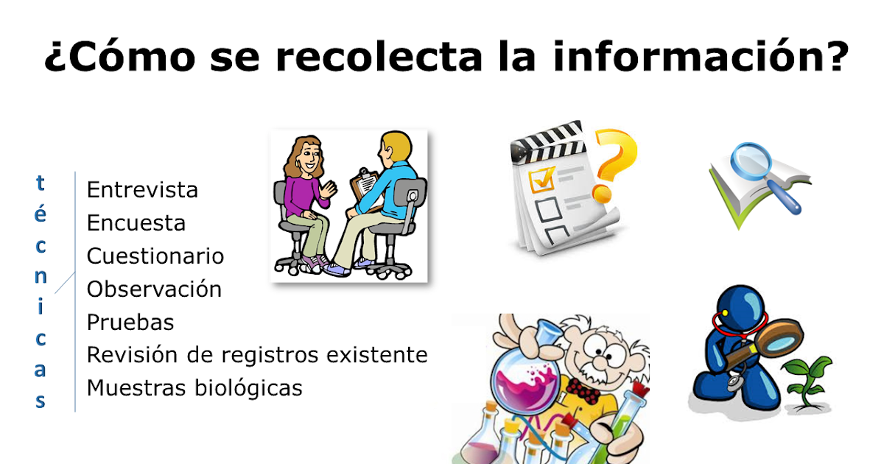 ¿Cómo se recolecta la información?
técnicas
Entrevista
Encuesta
Cuestionario
Observación
Pruebas
Revisión de registros existente
Muestras biológicas